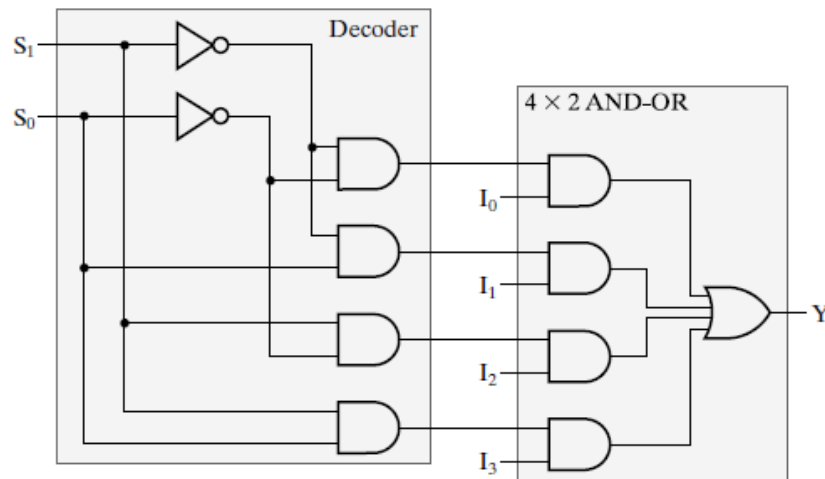 Decoder
S₁
S₀
4 × 2 AND-OR
I₀
I₁
Y
I₂
I₃